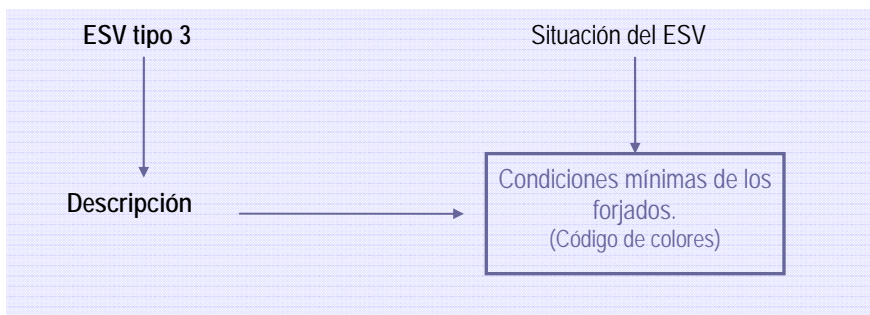 ESV tipo 3
Situación del ESV
Descripción
Condiciones mínimas de los
forjados.
(Código de colores)